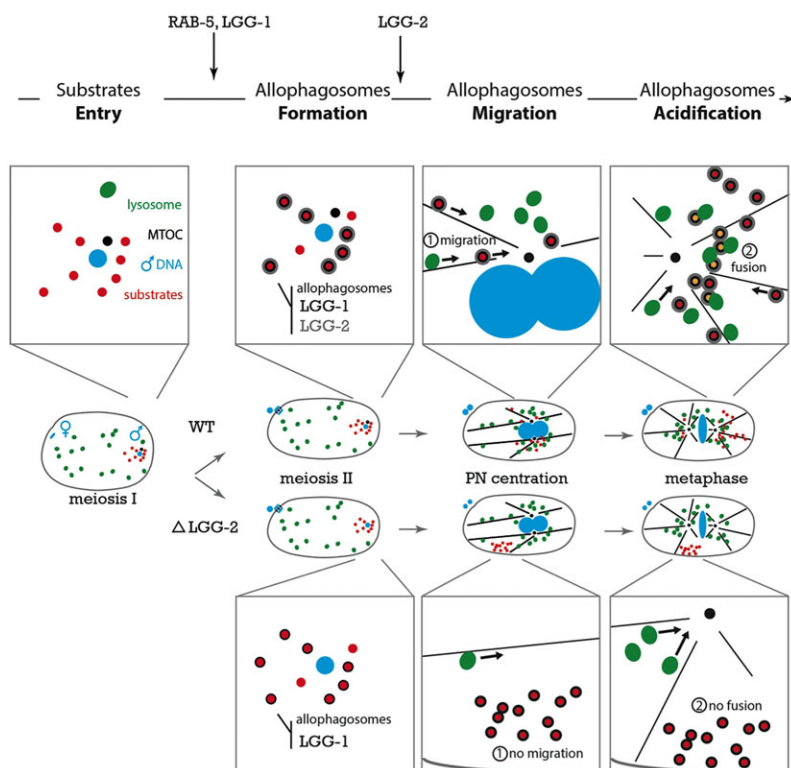 RAB-5, LGG-1
LGG-2
Substrates
Entry
Allophagosomes
Formation
Allophagosomes
Migration
Allophagosomes
Acidification
lysosome
MTOC
♂DNA
substrates
allophagosomes
LGG-1
LGG-2
① migration
② fusion
♀
♂
meiosis I
WT
meiosis II
PN centration
metaphase
△ LGG-2
allophagosomes
LGG-1
① no migration
② no fusion